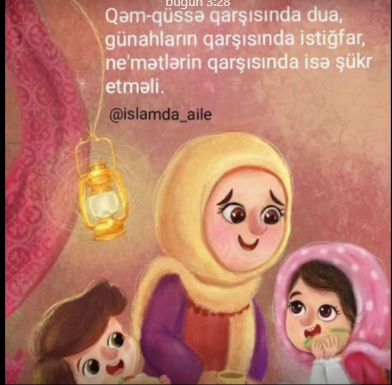 bugün 3:28
Qəm-qüssə qarşısında dua,
günahların qarşısında istiğfar,
ne'mətlərin qarşısında isə şükr
etməli.
@islamda_aile